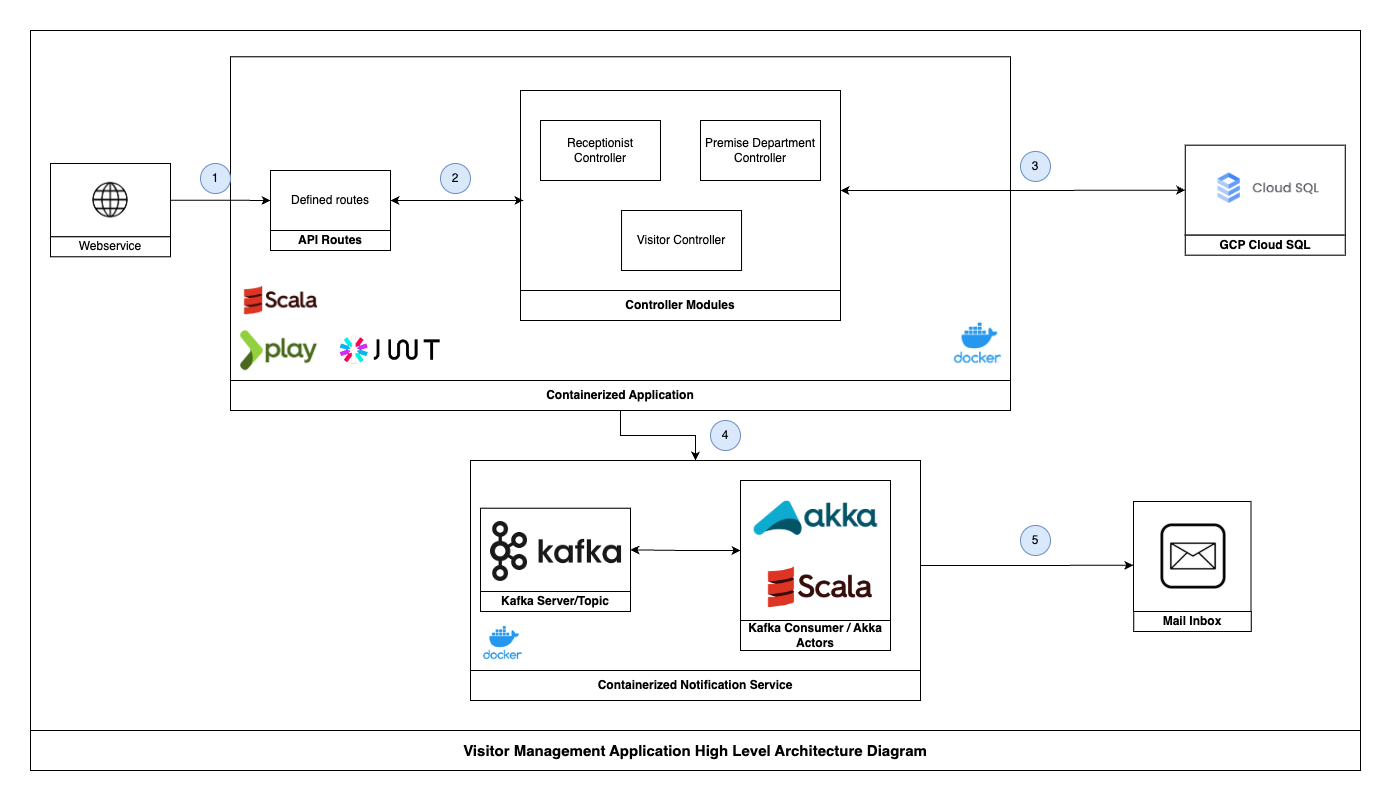 1
2
3
Receptionist
Controller
Premise Department
Controller
Visitor Controller
Controller Modules
Defined routes
API Routes
Webservice
Cloud SQL
GCP Cloud SQL
Scala
play
JWT
docker
Containerized Application
4
kafka
Kafka Server/Topic
docker
akka
Scala
Kafka Consumer / Akka
Actors
Containerized Notification Service
5
Mail Inbox
Visitor Management Application High Level Architecture Diagram